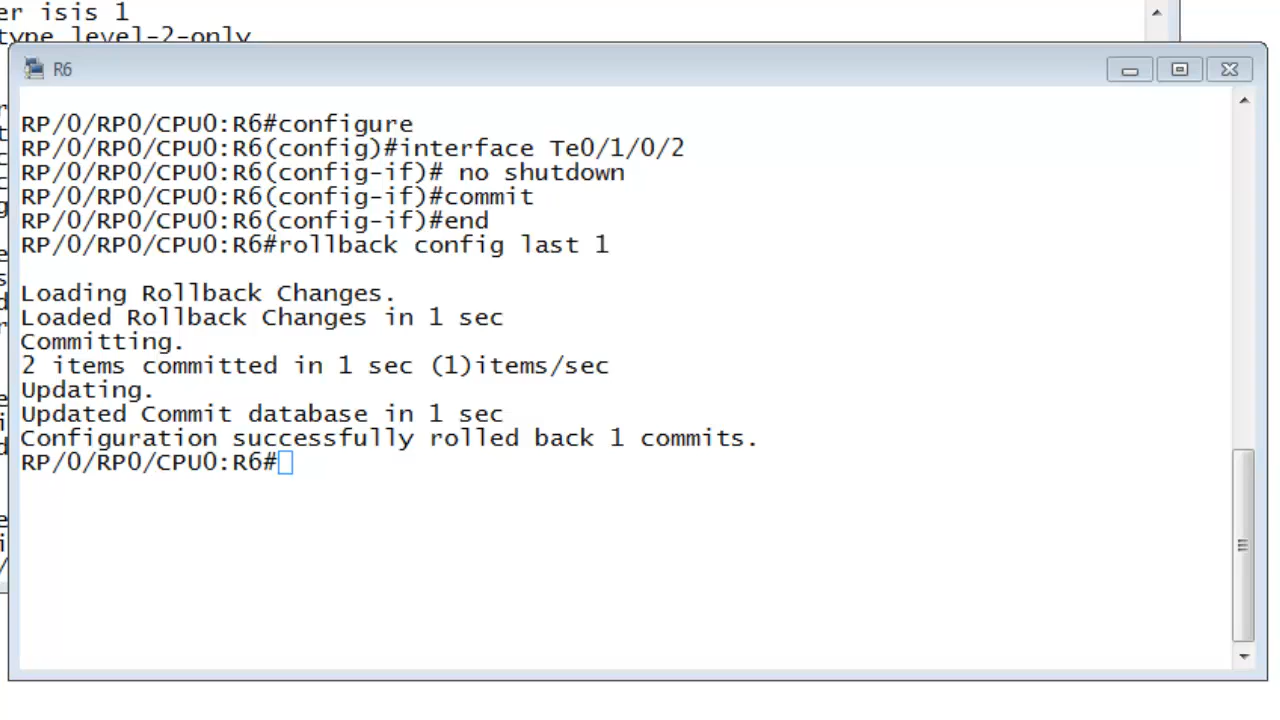 er isis 1
type level-2-only
R6
RP/0/RP0/CPU0:R6#configure
RP/0/RP0/CPU0:R6(config)#interface Te0/1/0/2
RP/0/RP0/CPU0:R6(config-if)# no shutdown
RP/0/RP0/CPU0:R6(config-if)#commit
RP/0/RP0/CPU0:R6(config-if)#end
RP/0/RP0/CPU0:R6#rollback config last 1
Loading Rollback Changes.
Loaded Rollback Changes in 1 sec
Committing.
2 items committed in 1 sec (1)items/sec
Updating.
Updated Commit database in 1 sec
Configuration successfully rolled back 1 commits.
RP/0/RP0/CPU0:R6#